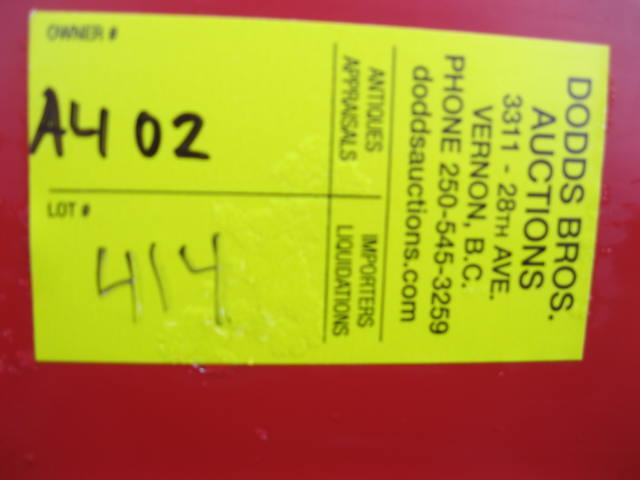 OWNER #
A4 02
LOT #
414
DODDS BROS.
AUCTIONS
3311 - 28TH AVE.
VERNON, B.C.
PHONE 250-545-3259
doddsauctions.com
ANTIQUES
APPRAISALS
IMPORTERS
LIQUIDATIONS